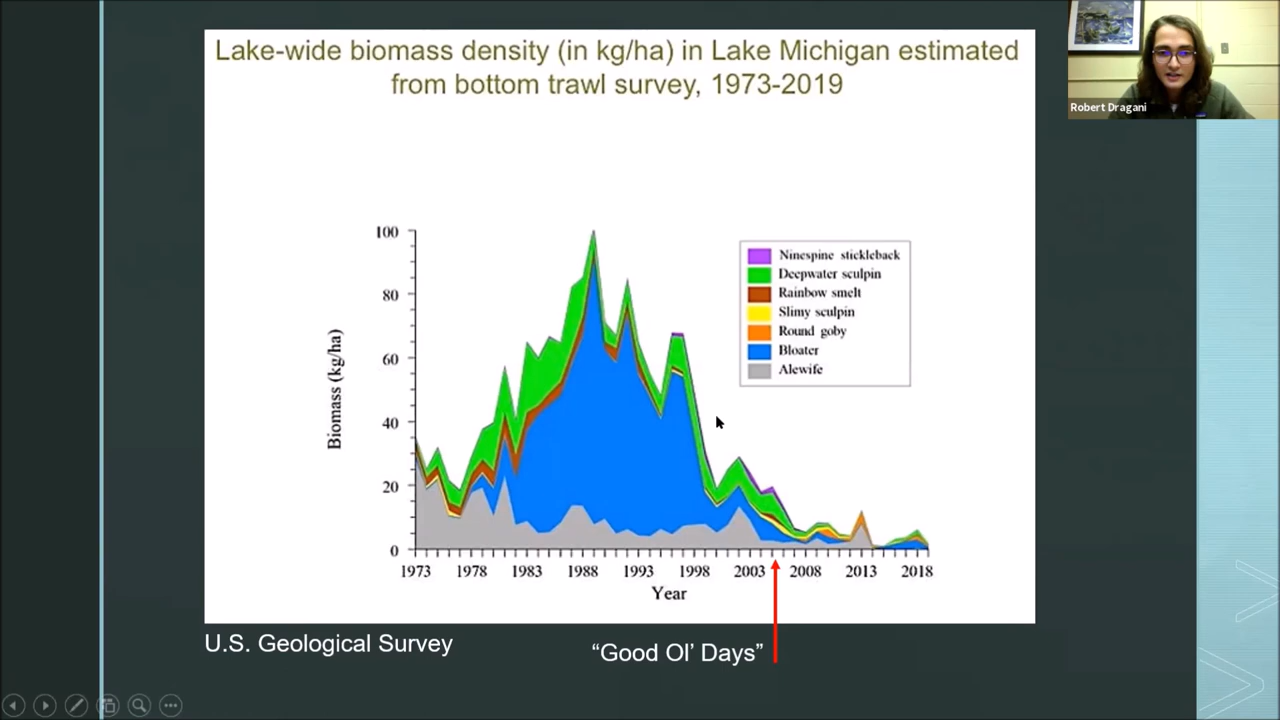 Lake-wide biomass density (in kg/ha) in Lake Michigan estimated
from bottom trawl survey, 1973-2019
Robert Dragani
100
80
60
40
20
0
Biomass (kg/ha)
Ninespine stickleback
Deepwater sculpin
Rainbow smelt
Slimy sculpin
Round goby
Bloater
Alewife
1973 1978 1983 1988 1993 1998 2003 2008 2013 2018
Year
U.S. Geological Survey
“Good Ol’ Days”